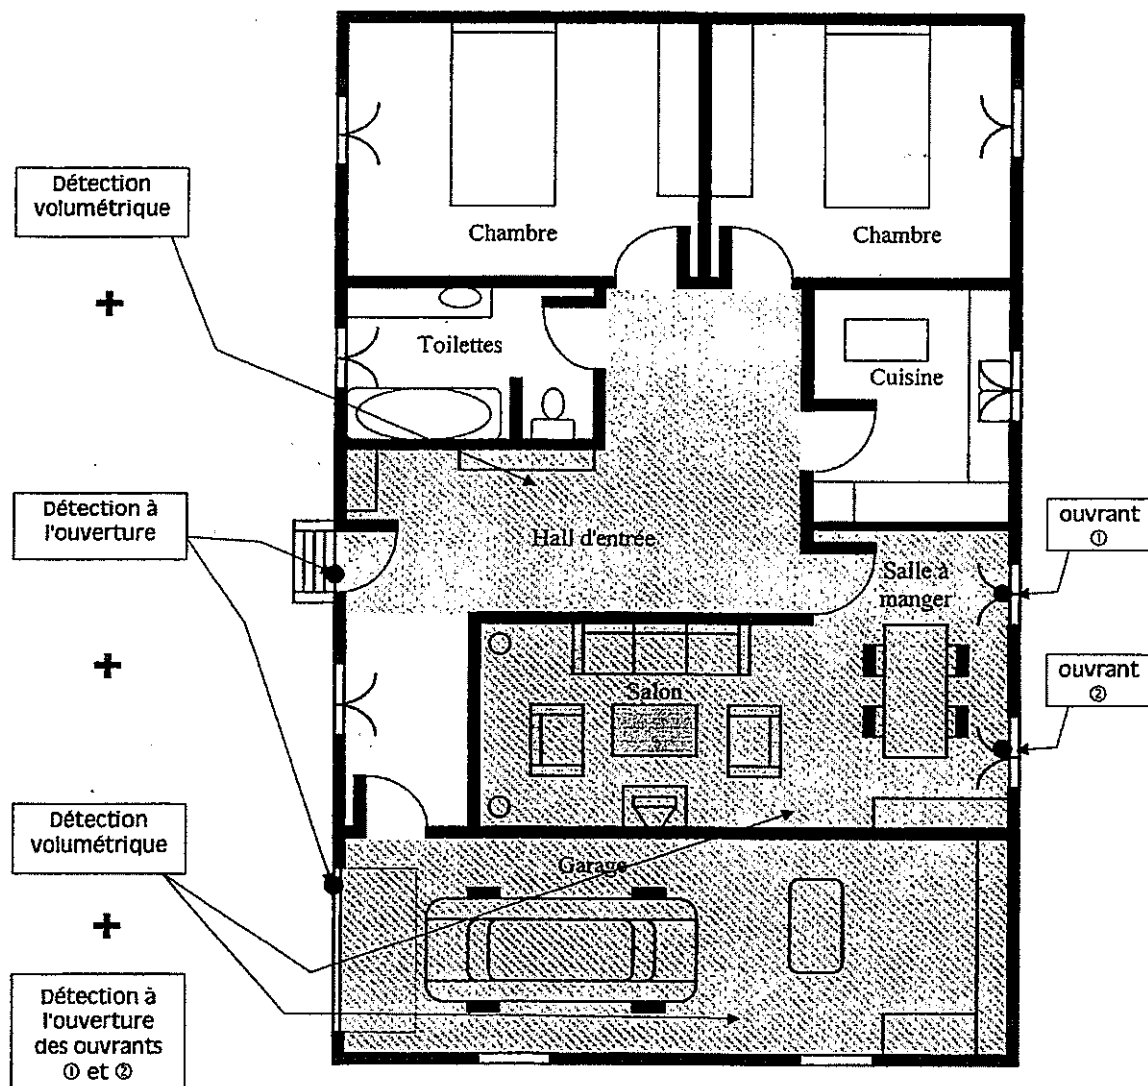 Chambre
Chambre
Détection
volumétrique
+
Toilettes
Cuisine
Détection à
l'ouverture
Hall d'entrée
ouvrant
①
Salle à
manger
+
ouvrant
②
Salon
Détection
volumétrique
Garage
+
Détection à
l'ouverture
des ouvrants
① et ②